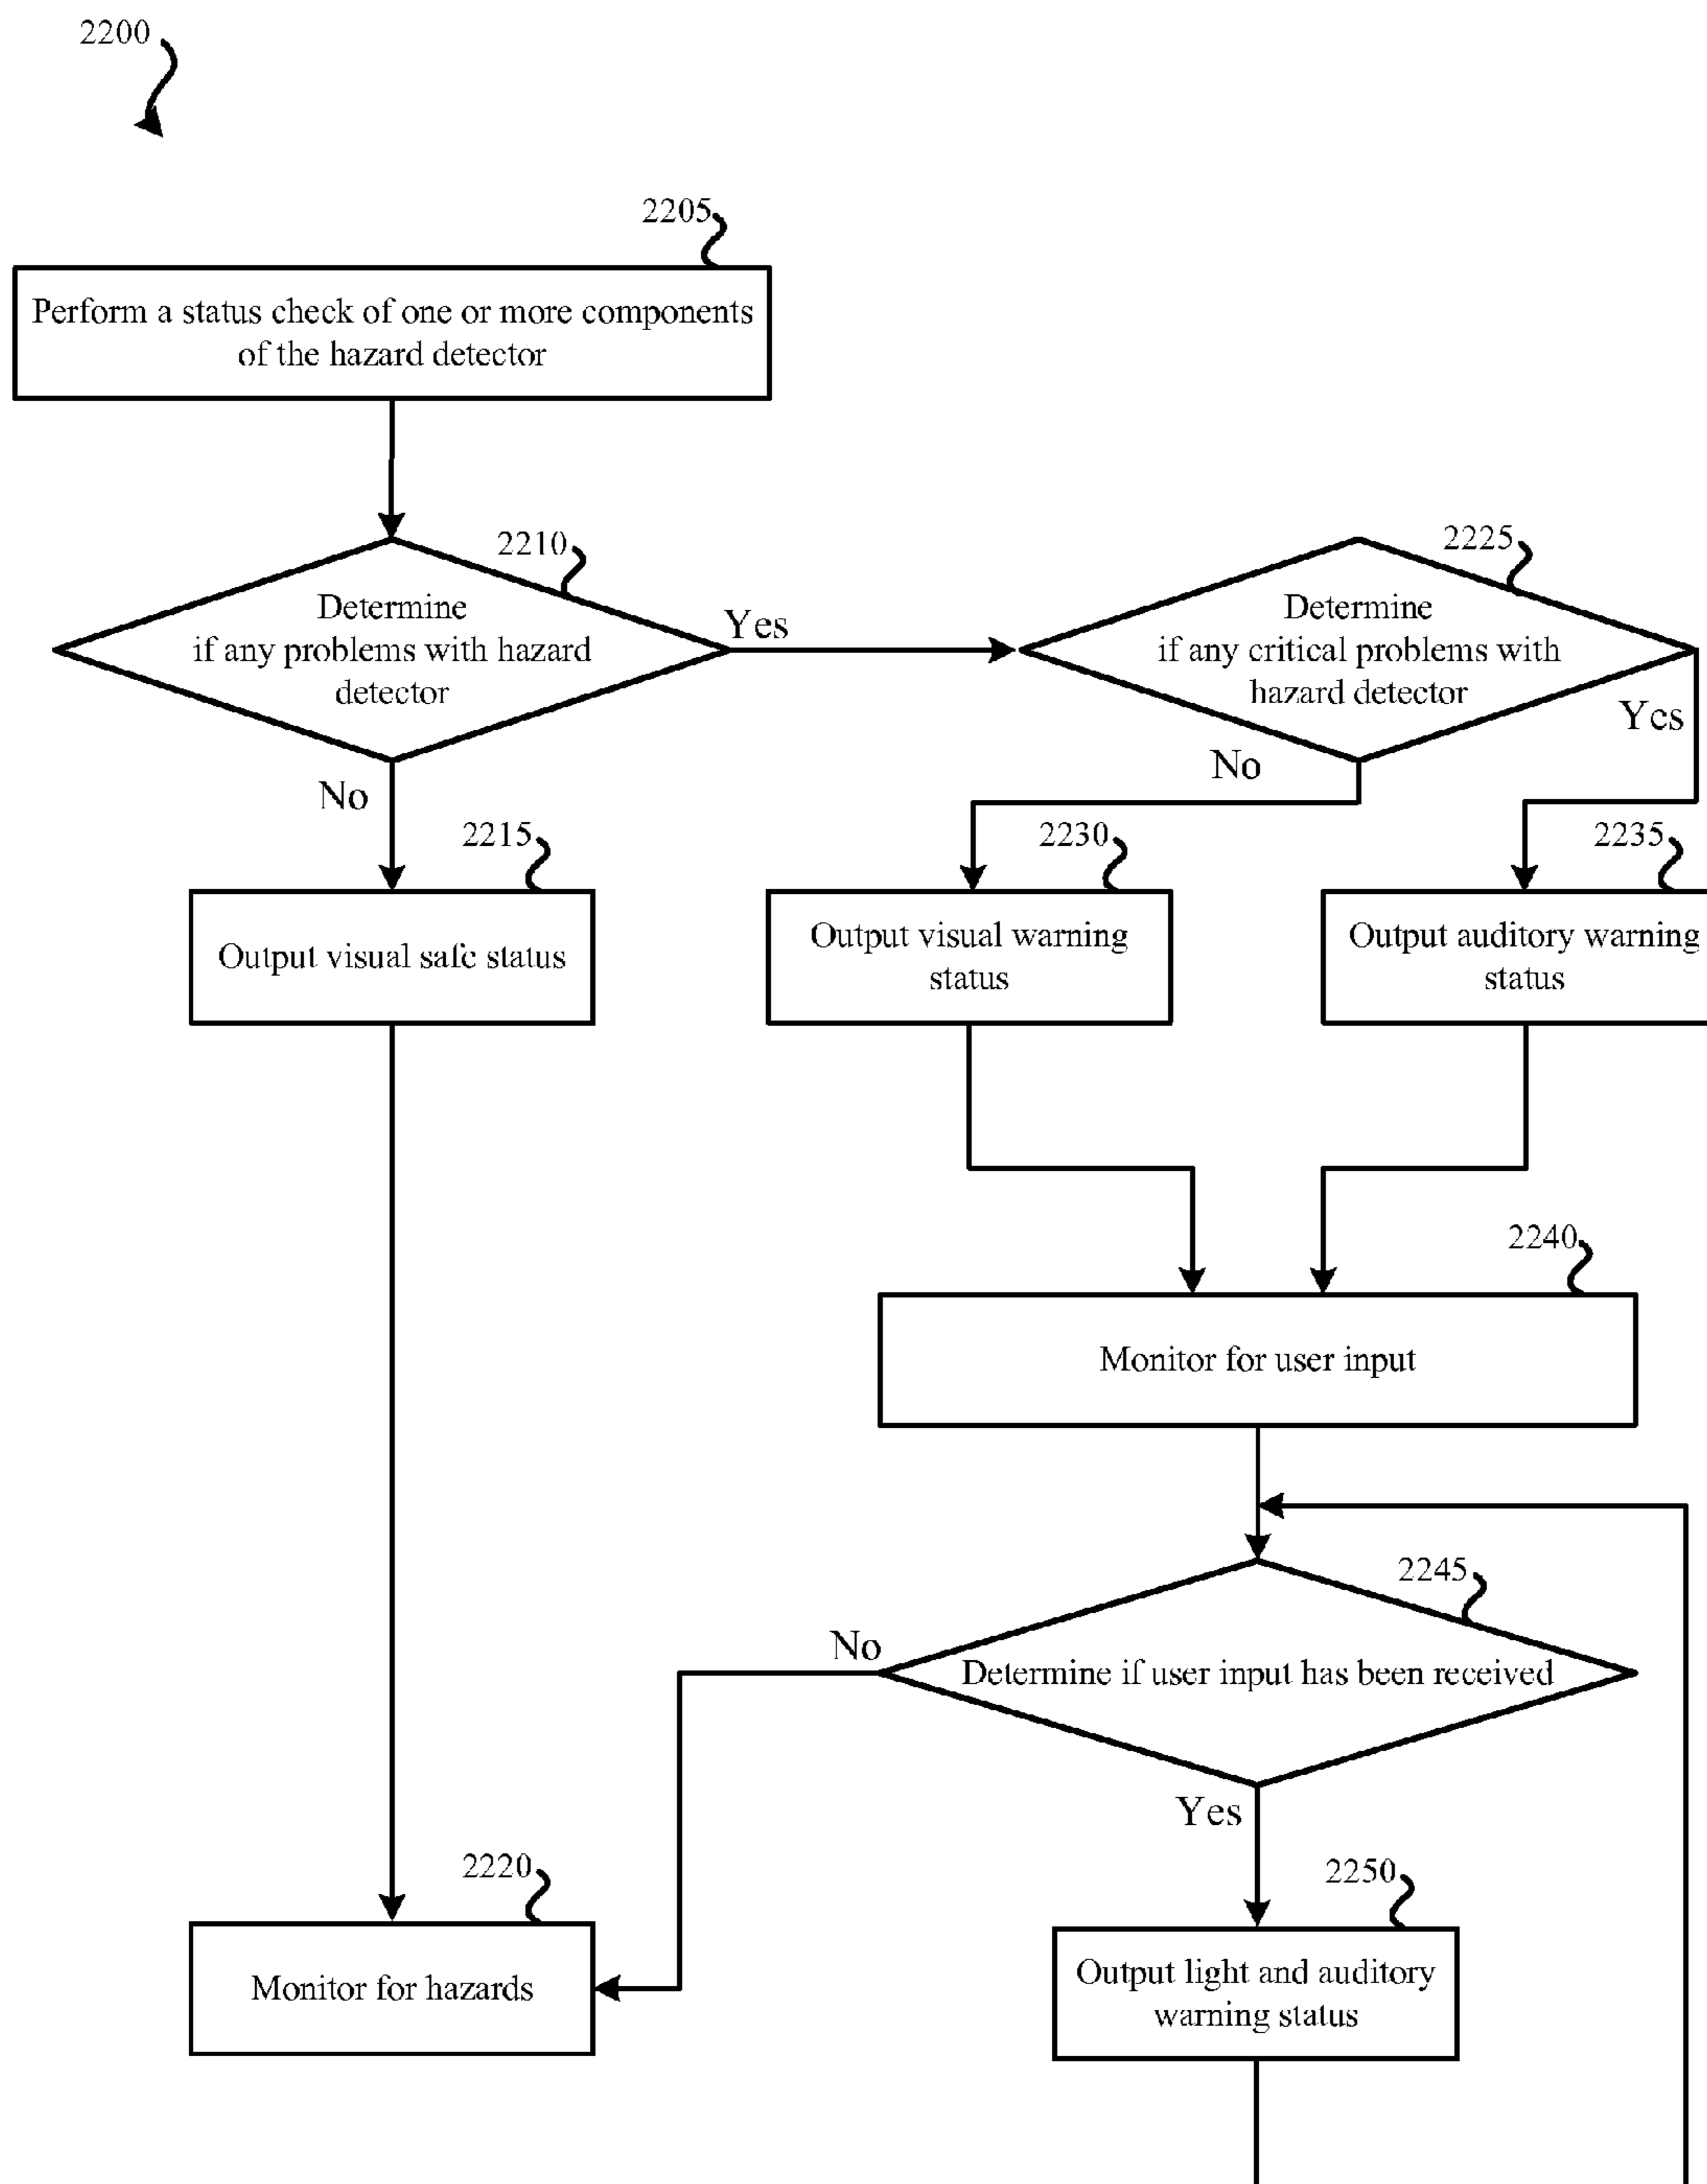 2200
2205
Perform a status check of one or more components
of the hazard detector
2210
Determine
if any problems with hazard
detector
Yes
No
2225
Determine
if any critical problems with
hazard detector
No
Yes
2215
Output visual safe status
2230
Output visual warning
status
2235
Output auditory warning
status
2240
Monitor for user input
2245
Determine if user input has been received
No
Yes
2220
Monitor for hazards
2250
Output light and auditory
warning status